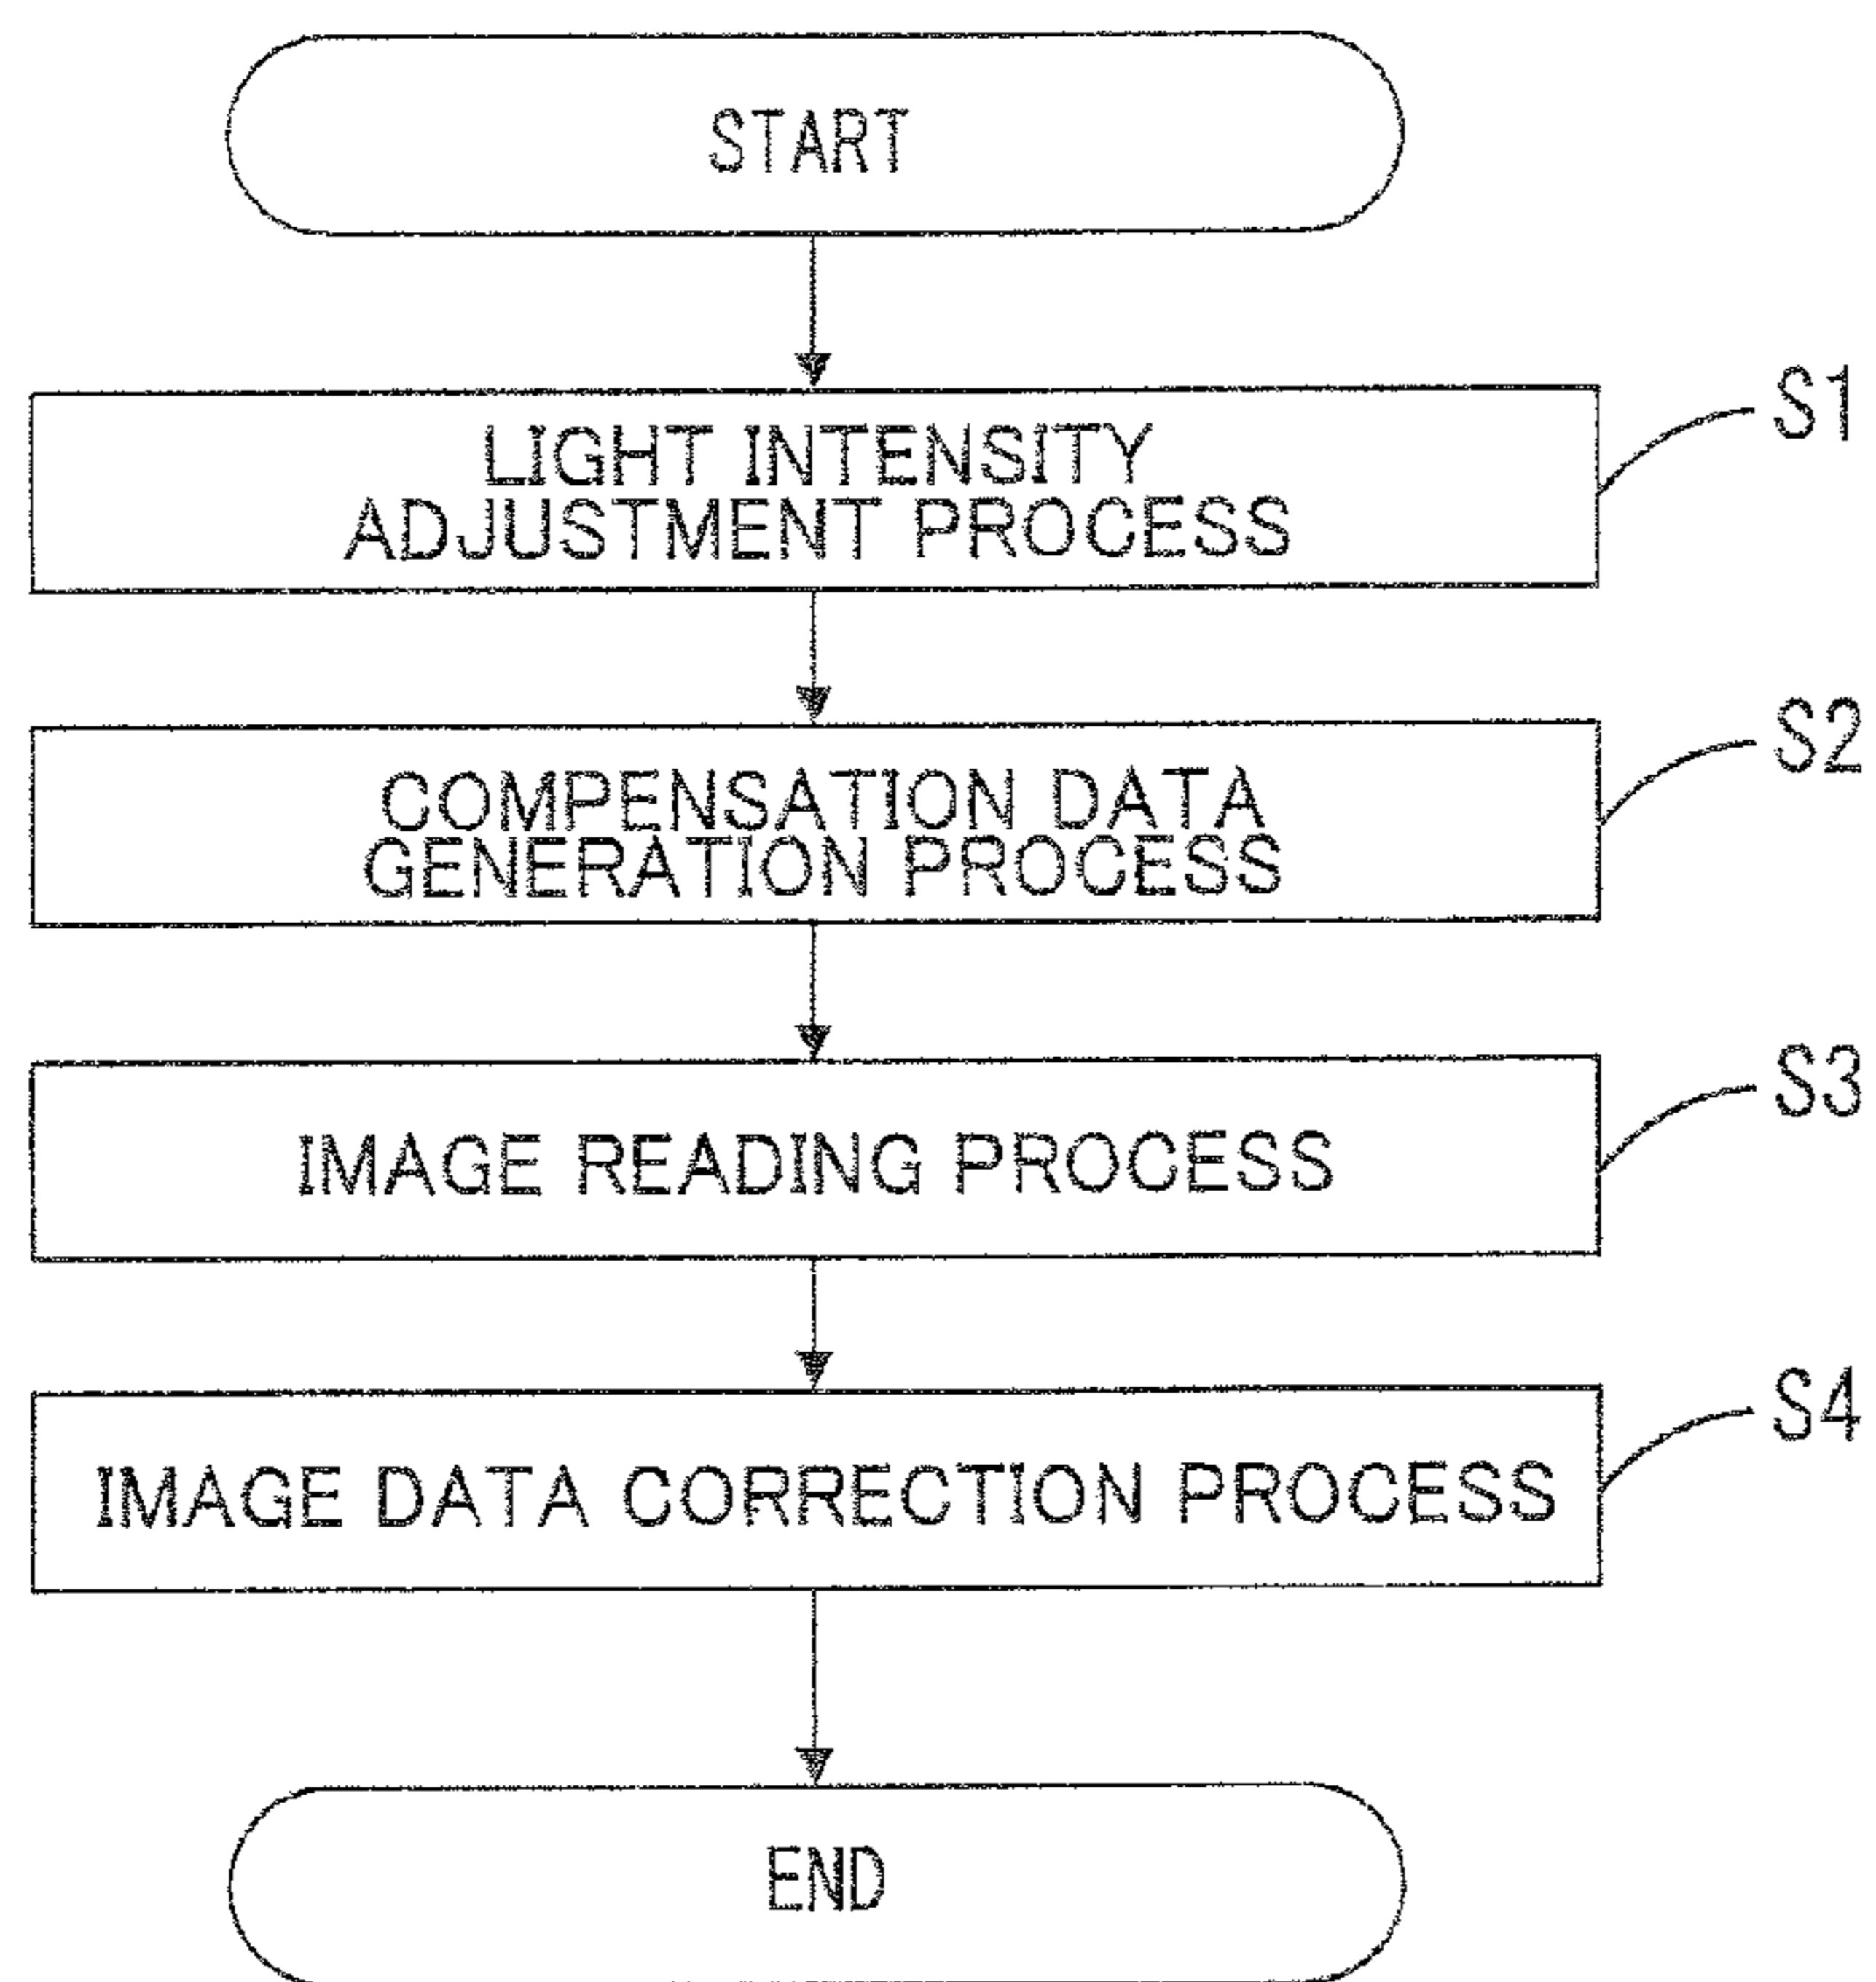 START
LIGHT INTENSITY
ADJUSTMENT PROCESS
S1
COMPENSATION DATA
GENERATION PROCESS
S2
IMAGE READING PROCESS
S3
IMAGE DATA CORRECTION PROCESS
S4
END